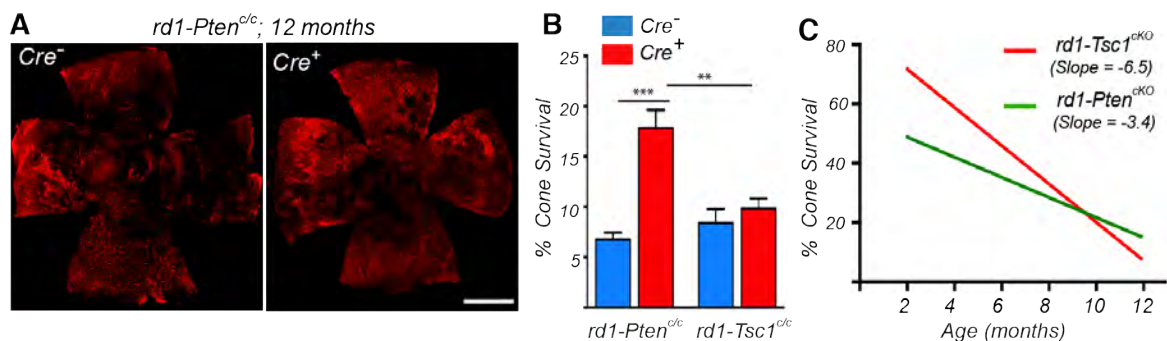 A
rd1-Pten^c/c; 12 months
Cre^-
Cre^+
B
Cre^-
Cre^+
% Cone Survival
25
20
15
10
5
***
**
rd1-Pten^c/c
rd1-Tsc1^c/c
C
% Cone Survival
80
60
40
20
rd1-Tsc1^cKO
(Slope = -6.5)
rd1-Pten^cKO
(Slope = -3.4)
2 4 6 8 10 12
Age (months)